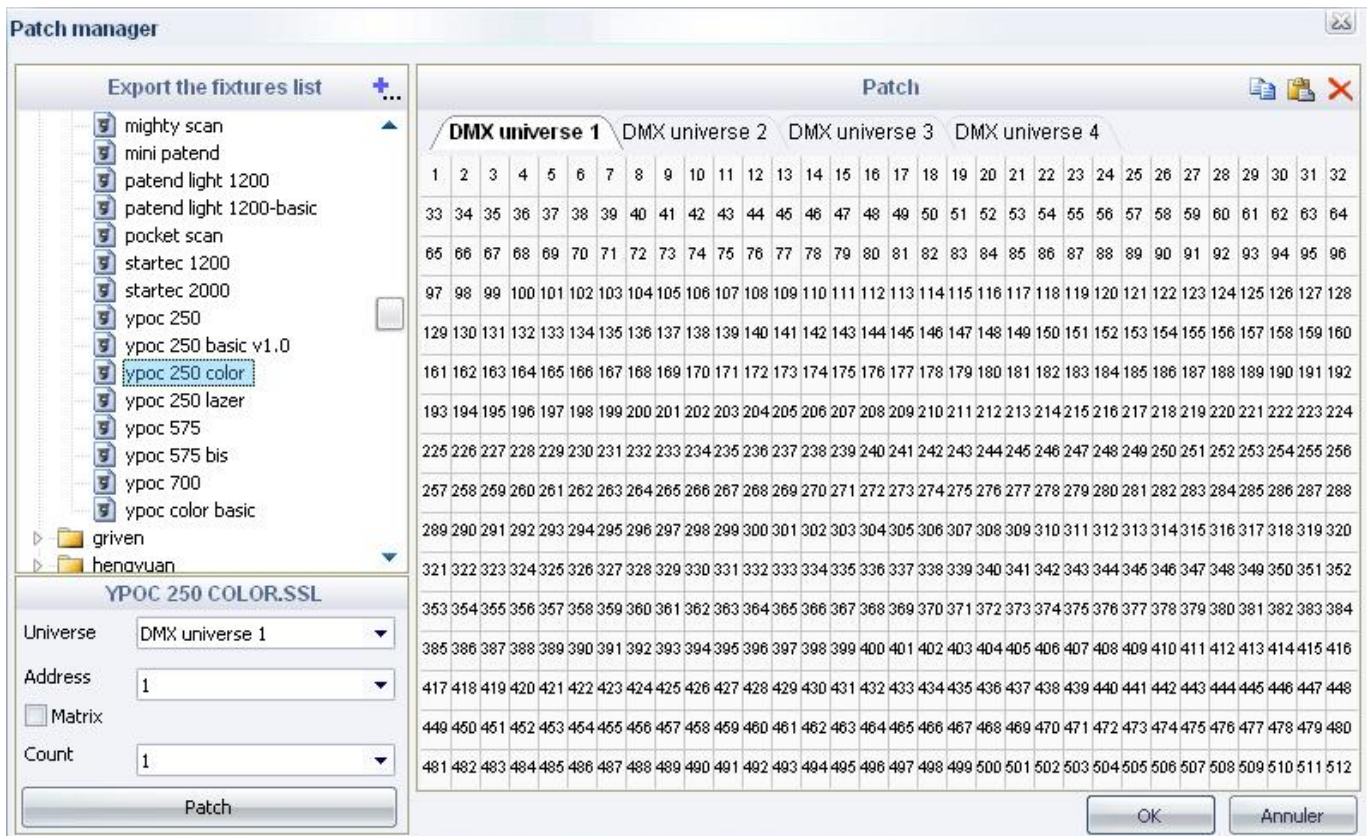 Patch manager
Export the fixtures list
mighty scan
mini patend
patend light 1200
patend light 1200-basic
pocket scan
startec 1200
startec 2000
ypoc 250
ypoc 250 basic v1.0
ypoc 250 color
ypoc 250 lazer
ypoc 575
ypoc 575 bis
ypoc 700
ypoc color basic
griven
hengyuan
YPOC 250 COLOR.SSL
Universe DMX universe 1
Address 1
Matrix
Count 1
Patch
Patch
DMX universe 1 DMX universe 2 DMX universe 3 DMX universe 4
1 2 3 4 5 6 7 8 9 10 11 12 13 14 15 16 17 18 19 20 21 22 23 24 25 26 27 28 29 30 31 32
33 34 35 36 37 38 39 40 41 42 43 44 45 46 47 48 49 50 51 52 53 54 55 56 57 58 59 60 61 62 63 64
65 66 67 68 69 70 71 72 73 74 75 76 77 78 79 80 81 82 83 84 85 86 87 88 89 90 91 92 93 94 95 96
97 98 99 100 101 102 103 104 105 106 107 108 109 110 111 112 113 114 115 116 117 118 119 120 121 122 123 124 125 126 127 128
129 130 131 132 133 134 135 136 137 138 139 140 141 142 143 144 145 146 147 148 149 150 151 152 153 154 155 156 157 158 159 160
161 162 163 164 165 166 167 168 169 170 171 172 173 174 175 176 177 178 179 180 181 182 183 184 185 186 187 188 189 190 191 192
193 194 195 196 197 198 199 200 201 202 203 204 205 206 207 208 209 210 211 212 213 214 215 216 217 218 219 220 221 222 223 224
225 226 227 228 229 230 231 232 233 234 235 236 237 238 239 240 241 242 243 244 245 246 247 248 249 250 251 252 253 254 255 256
257 258 259 260 261 262 263 264 265 266 267 268 269 270 271 272 273 274 275 276 277 278 279 280 281 282 283 284 285 286 287 288
289 290 291 292 293 294 295 296 297 298 299 300 301 302 303 304 305 306 307 308 309 310 311 312 313 314 315 316 317 318 319 320
321 322 323 324 325 326 327 328 329 330 331 332 333 334 335 336 337 338 339 340 341 342 343 344 345 346 347 348 349 350 351 352
353 354 355 356 357 358 359 360 361 362 363 364 365 366 367 368 369 370 371 372 373 374 375 376 377 378 379 380 381 382 383 384
385 386 387 388 389 390 391 392 393 394 395 396 397 398 399 400 401 402 403 404 405 406 407 408 409 410 411 412 413 414 415 416
417 418 419 420 421 422 423 424 425 426 427 428 429 430 431 432 433 434 435 436 437 438 439 440 441 442 443 444 445 446 447 448
449 450 451 452 453 454 455 456 457 458 459 460 461 462 463 464 465 466 467 468 469 470 471 472 473 474 475 476 477 478 479 480
481 482 483 484 485 486 487 488 489 490 491 492 493 494 495 496 497 498 499 500 501 502 503 504 505 506 507 508 509 510 511 512
OK Annuler